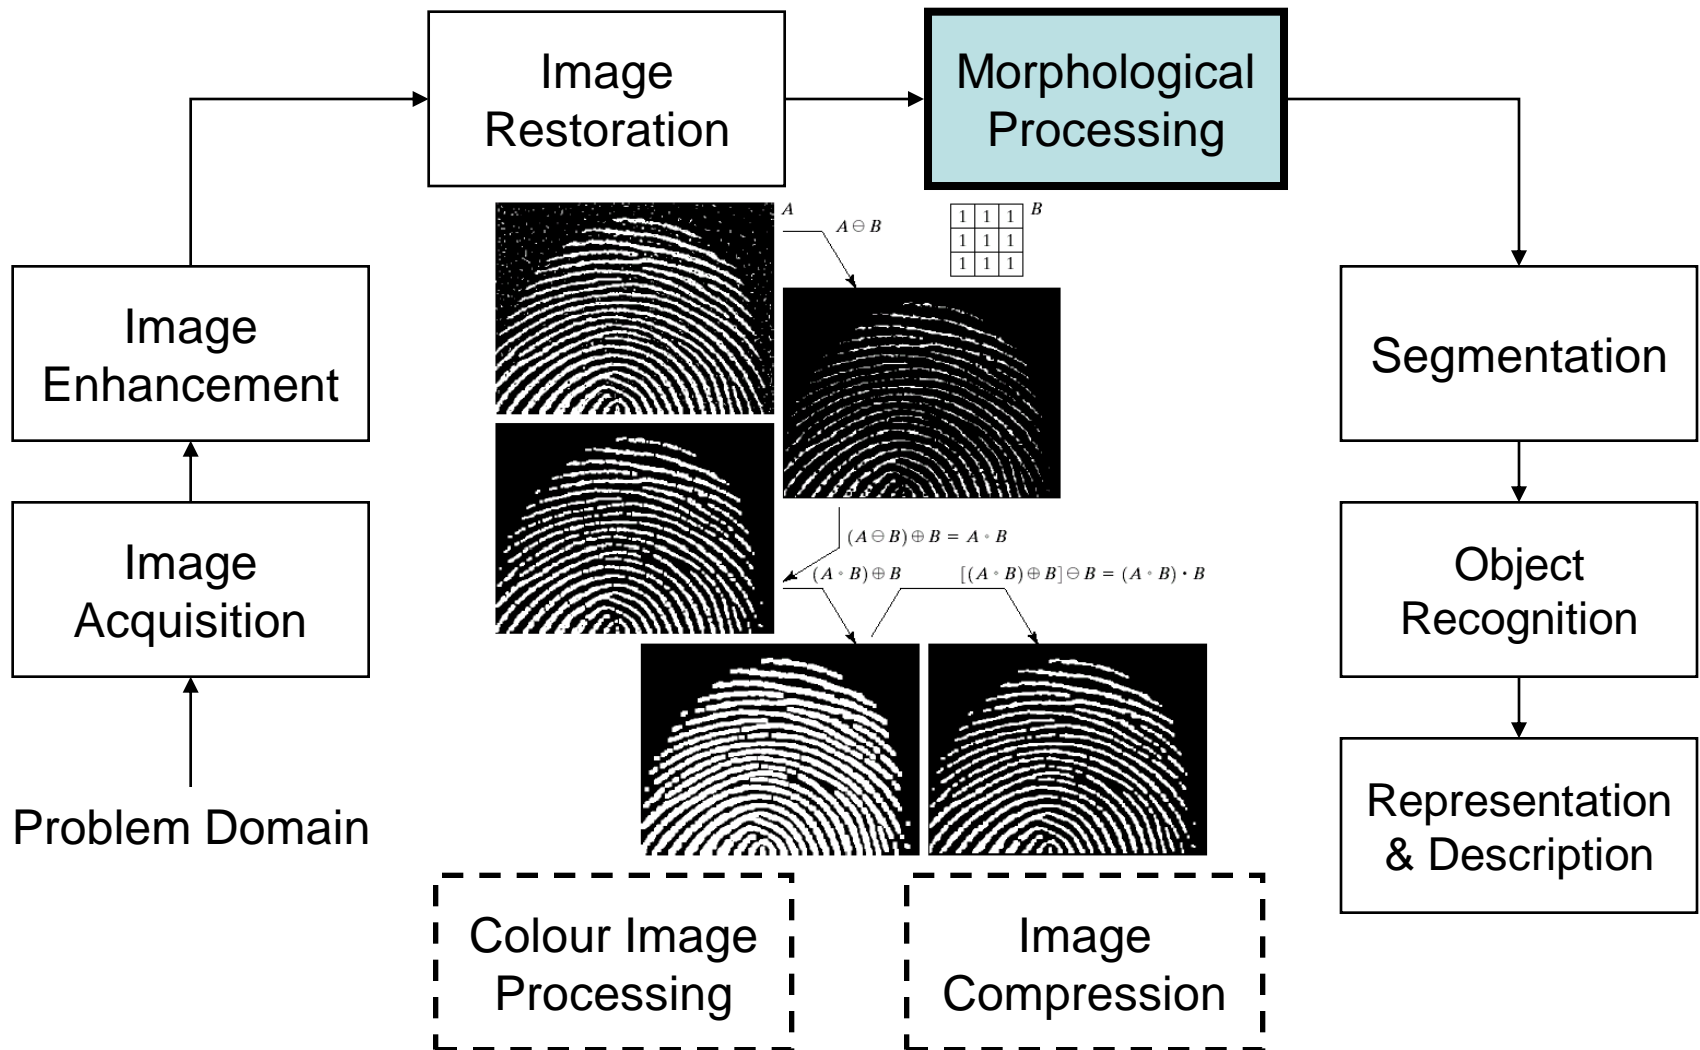 Image
Restoration
Morphological
Processing
A
A ⊖ B
1 1 1
1 1 1
1 1 1
B
Image
Enhancement
Segmentation
(A ⊖ B) ⊕ B = A ∘ B
(A ∘ B) ⊕ B
[(A ∘ B) ⊕ B] ⊖ B = (A ∘ B) • B
Image
Acquisition
Object
Recognition
Problem Domain
Representation
& Description
Colour Image
Processing
Image
Compression